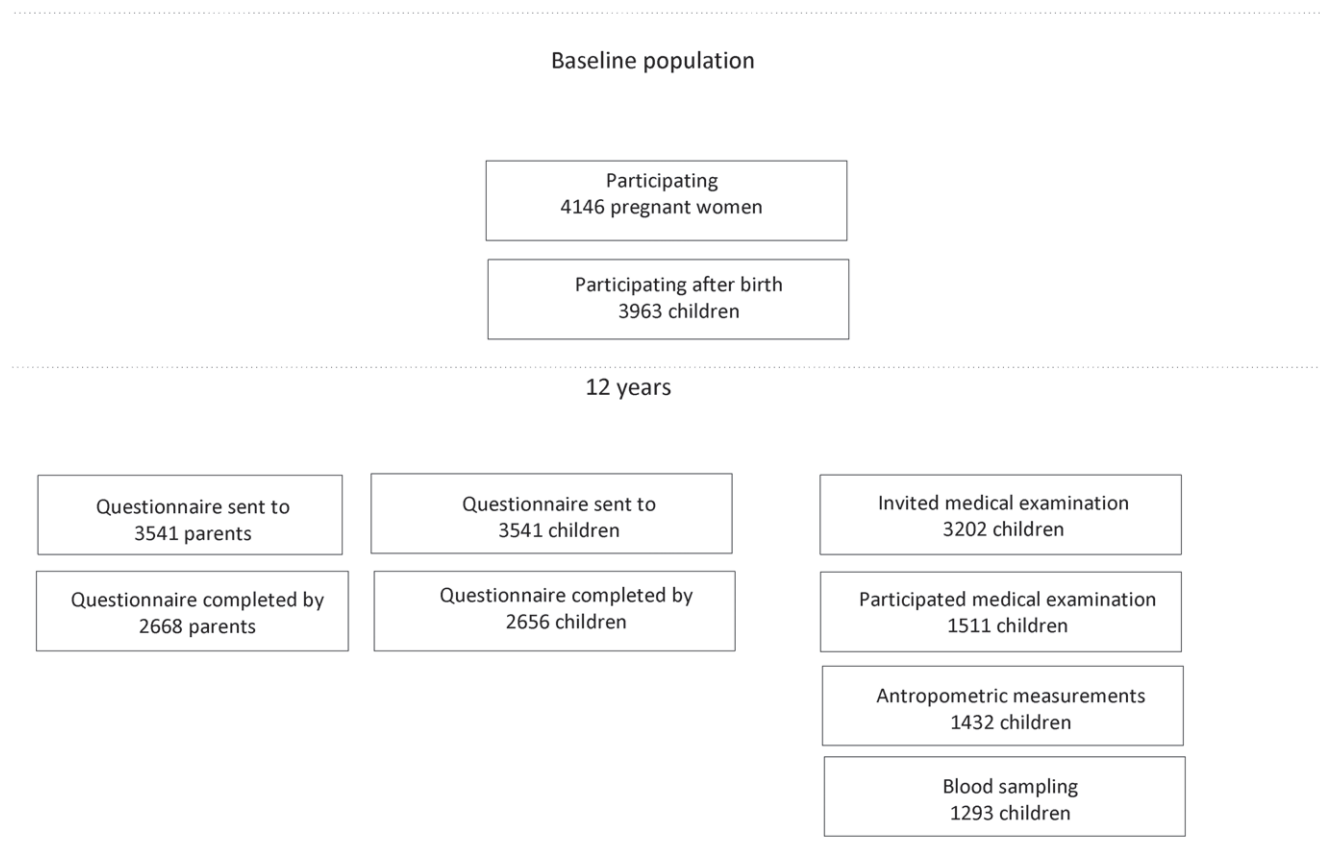 Baseline population
Participating
4146 pregnant women
Participating after birth
3963 children
12 years
Questionnaire sent to
3541 parents
Questionnaire completed by
2668 parents
Questionnaire sent to
3541 children
Questionnaire completed by
2656 children
Invited medical examination
3202 children
Participated medical examination
1511 children
Antropometric measurements
1432 children
Blood sampling
1293 children